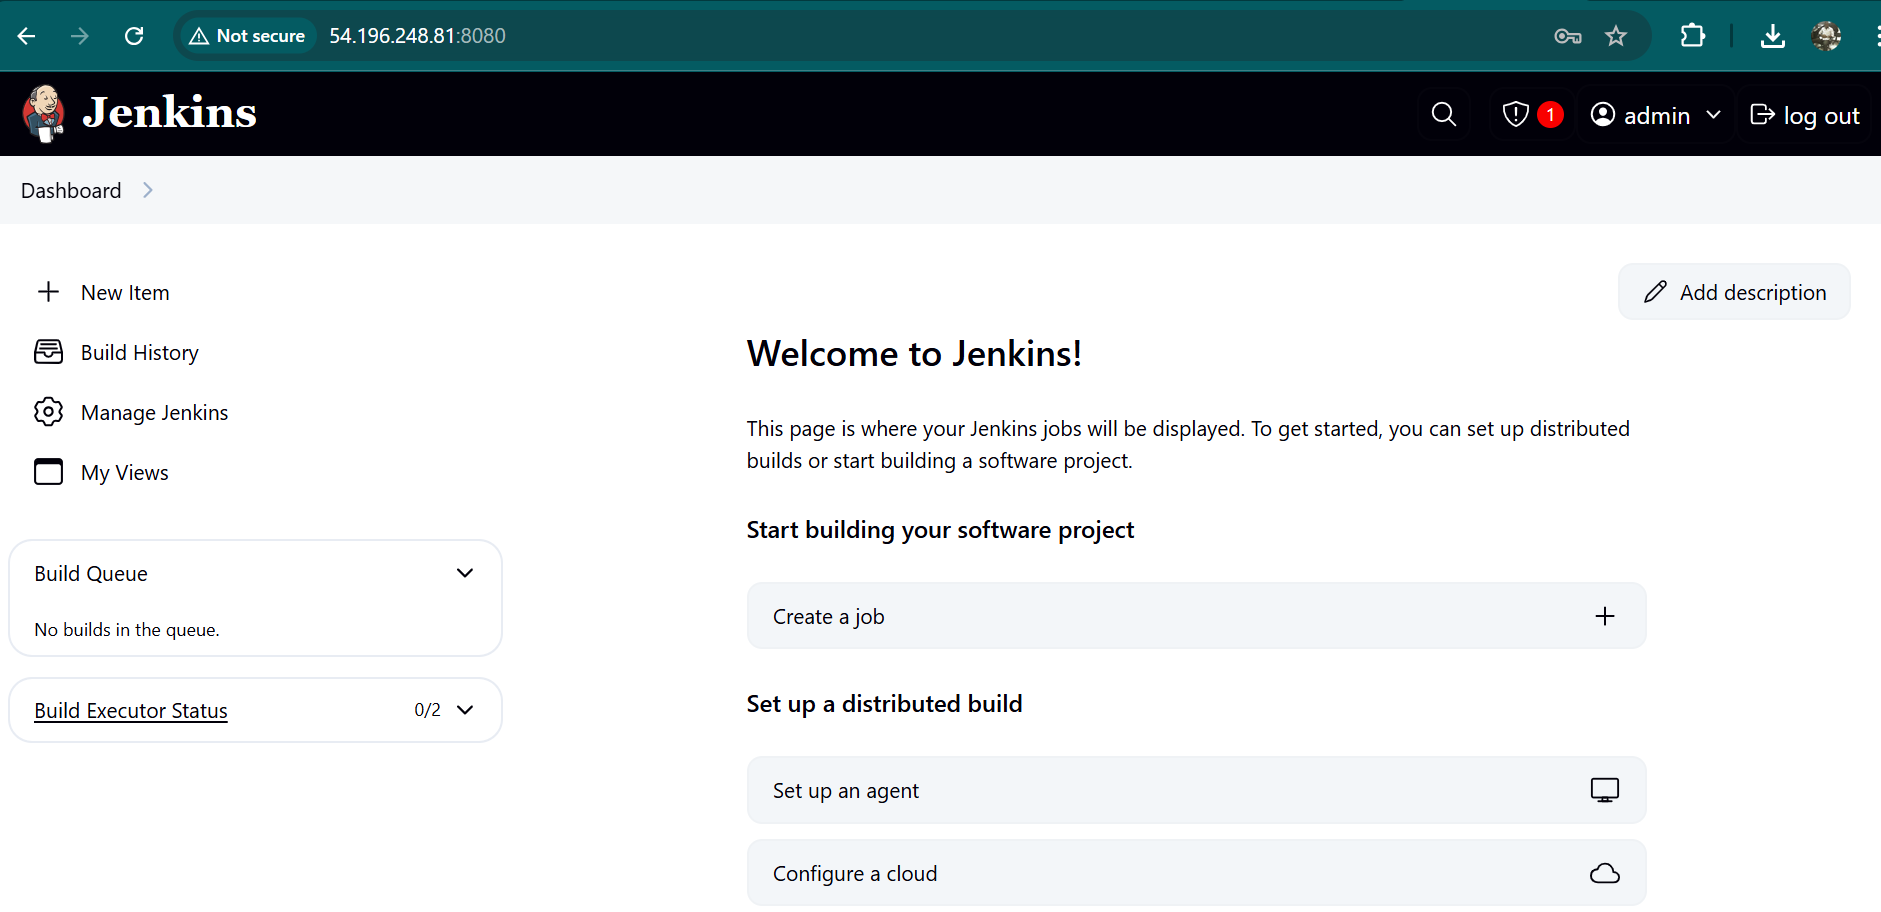 Not secure 54.196.248.81:8080
Jenkins
1 admin log out
Dashboard
New Item
Add description
Build History
Welcome to Jenkins!
Manage Jenkins
This page is where your Jenkins jobs will be displayed. To get started, you can set up distributed
builds or start building a software project.
My Views
Start building your software project
Build Queue
No builds in the queue.
Create a job
Build Executor Status 0/2
Set up a distributed build
Set up an agent
Configure a cloud